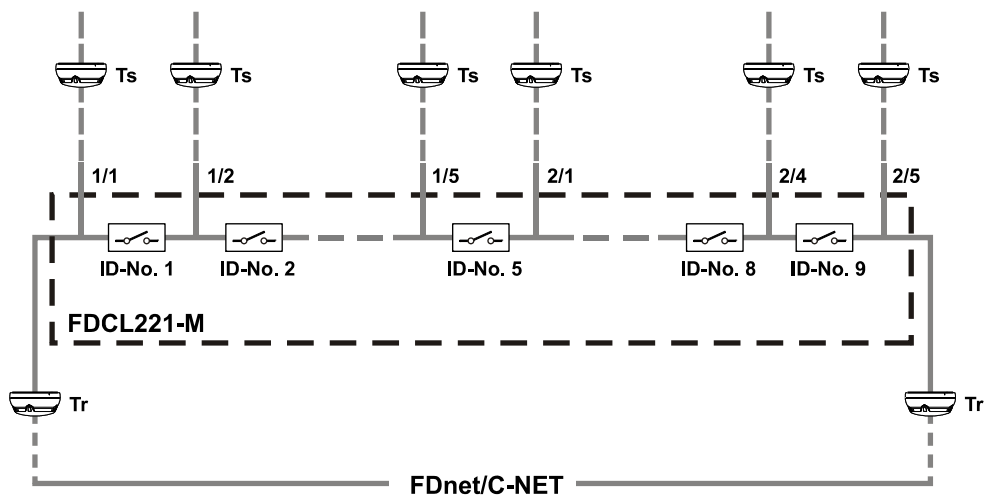 Ts Ts Ts Ts Ts Ts
1/1 1/2 1/5 2/1 2/4 2/5
ID-No. 1 ID-No. 2 ID-No. 5 ID-No. 8 ID-No. 9
FDCL221-M
Tr Tr
FDnet/C-NET